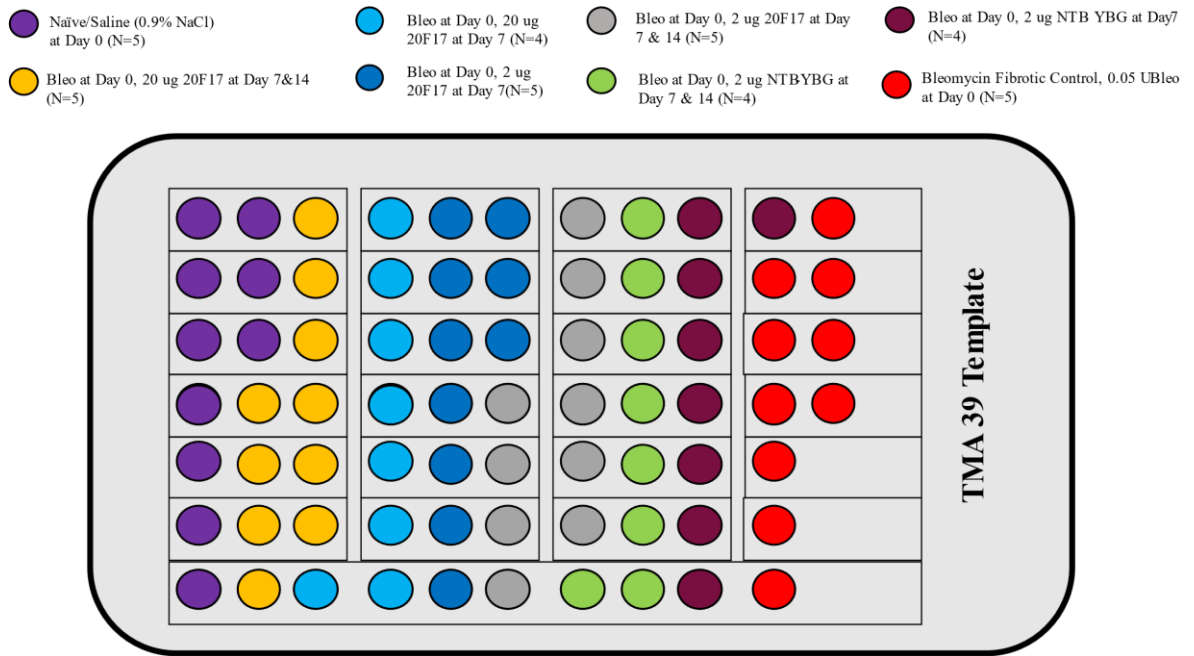 Naïve/Saline (0.9% NaCl)
at Day 0 (N=5)
Bleo at Day 0, 20 ug
20F17 at Day 7 (N=4)
Bleo at Day 0, 2 ug 20F17 at Day
7 & 14 (N=5)
Bleo at Day 0, 2 ug NTB YBG at Day7
(N=4)
Bleo at Day 0, 20 ug 20F17 at Day 7&14
(N=5)
Bleo at Day 0, 2 ug
20F17 at Day 7(N=5)
Bleo at Day 0, 2 ug NTBYBG at
Day 7 & 14 (N=4)
Bleomycin Fibrotic Control, 0.05 UBleo
at Day 0 (N=5)
TMA 39 Template